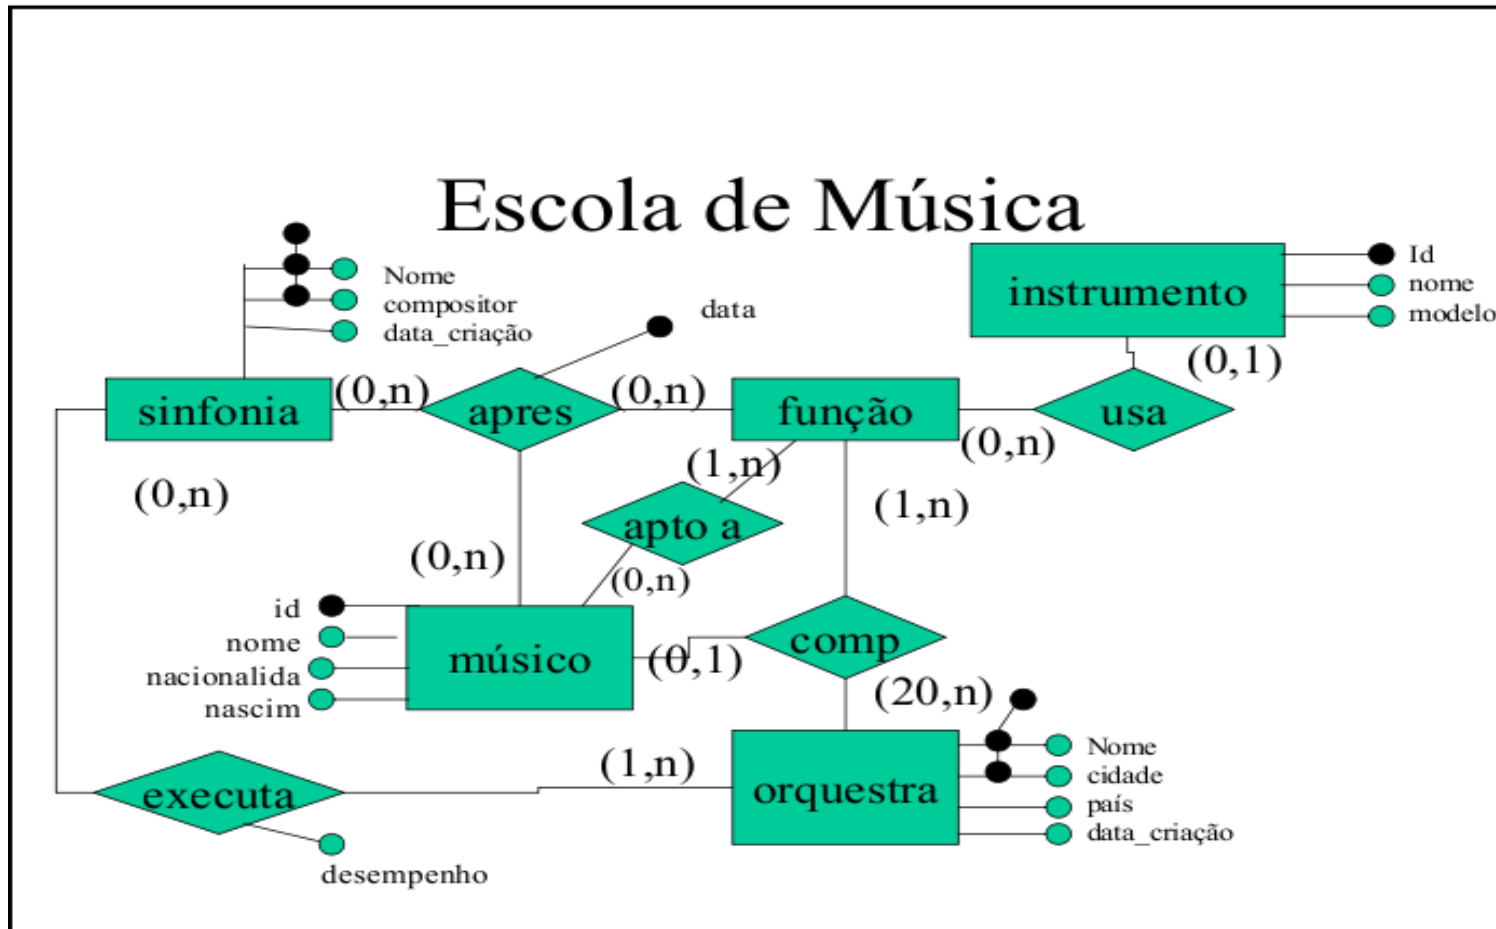 Escola de Música
Nome
compositor
data_criação
data
instrumento
Id
nome
modelo
(0,1)
sinfonia
(0,n)
apres
(0,n)
função
(0,n)
usa
(0,n)
(1,n)
apto a
(0,n)
(1,n)
(0,n)
id
nome
nacionalida
nascim
músico
(0,1)
comp
(20,n)
executa
(1,n)
orquestra
Nome
cidade
país
data_criação
desempenho